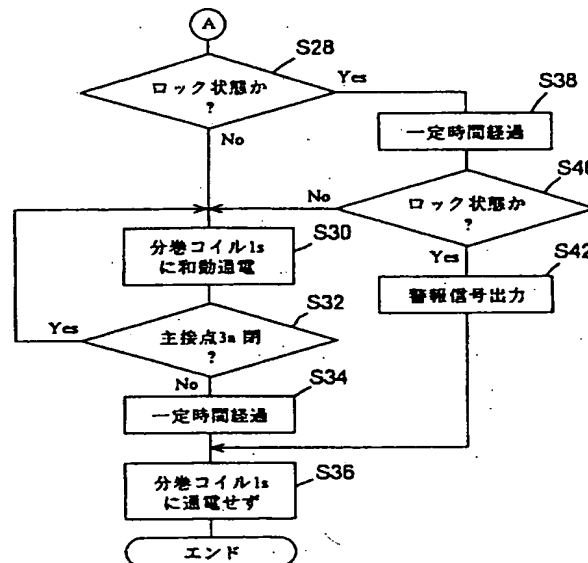 A
S28
ロック状態か
?
Yes
No
S38
一定時間経過
S40
ロック状態か
?
No
Yes
S30
分巻コイル1s
に和動通電
S42
警報信号出力
S32
主接点3a 閉
?
Yes
No
S34
一定時間経過
S36
分巻コイル1s
に通電せず
エンド